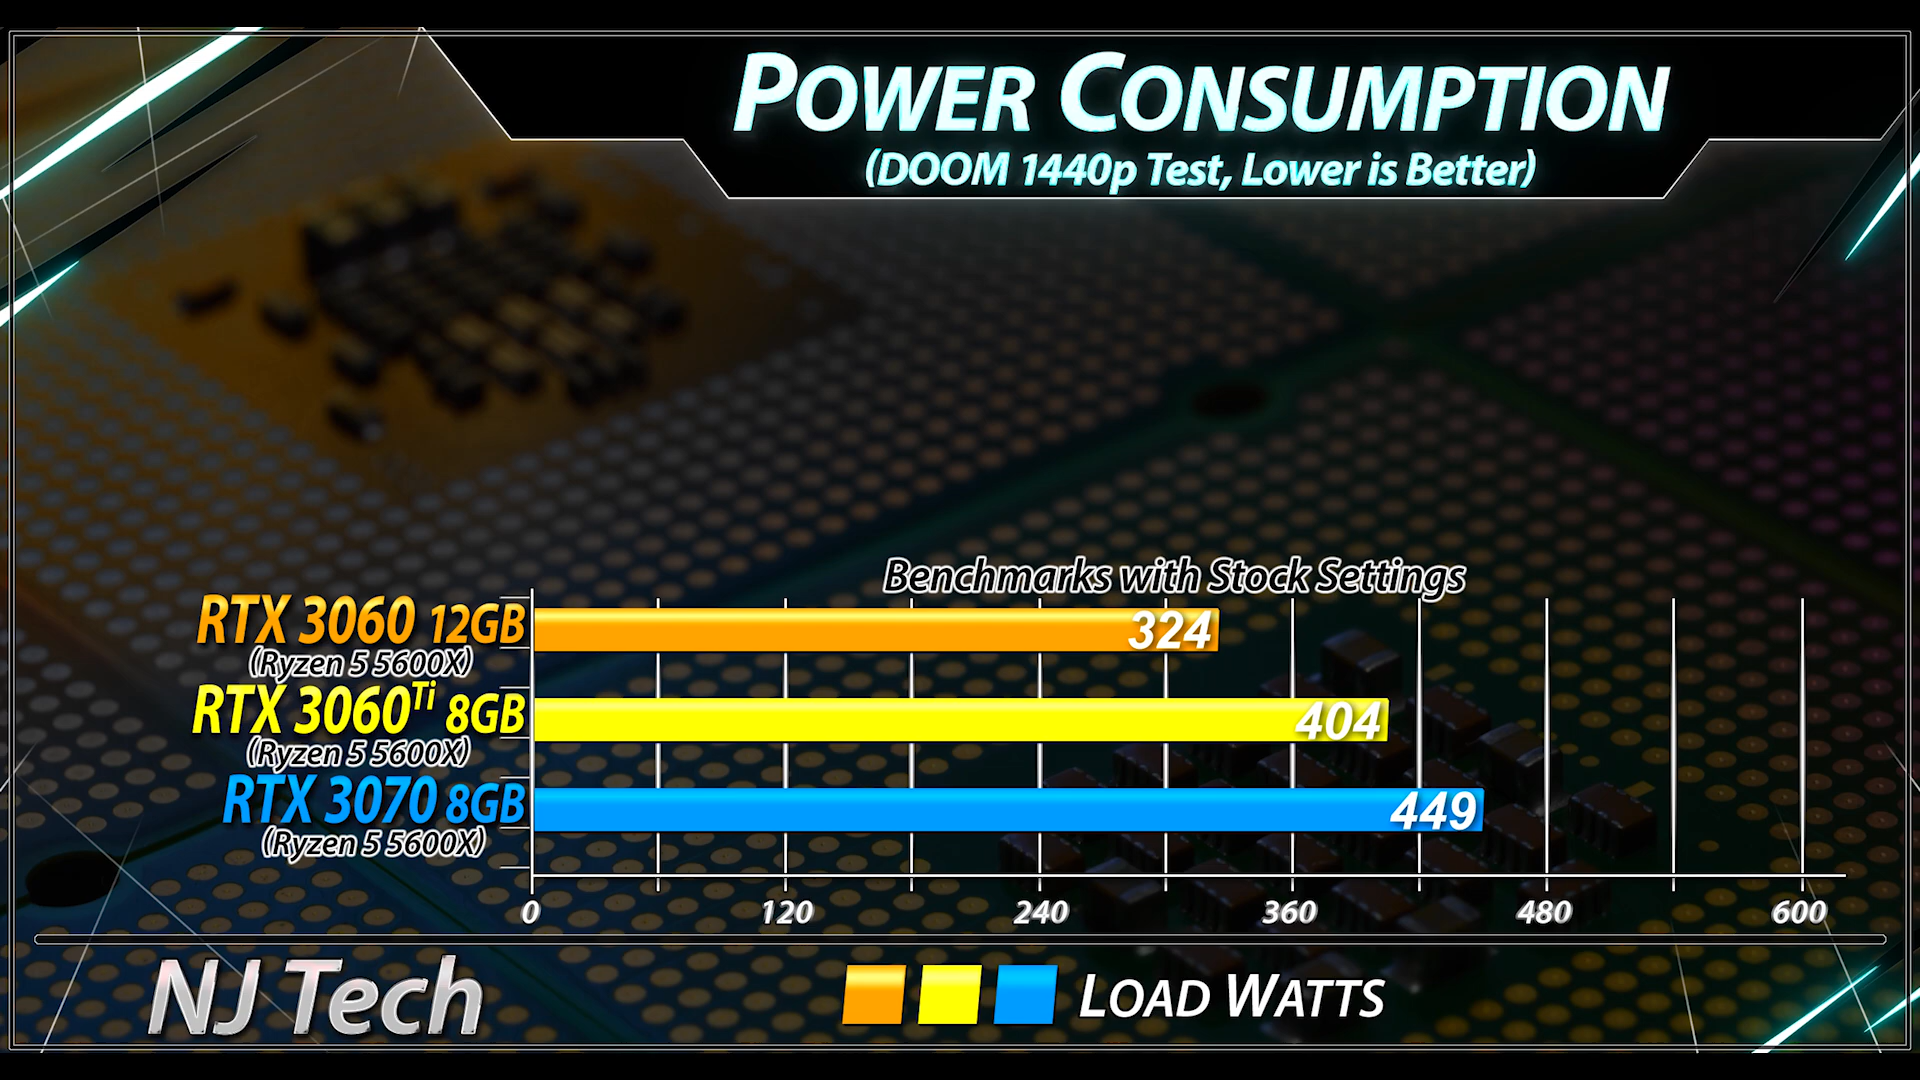 POWER CONSUMPTION
(DOOM 1440p Test, Lower is Better)
Benchmarks with Stock Settings
RTX 3060 12GB
324
(Ryzen 5 5600X)
RTX 3060Ti 8GB
404
(Ryzen 5 5600X)
RTX 3070 8GB
449
(Ryzen 5 5600X)
0 120 240 360 480 600
NJ Tech
LOAD WATTS